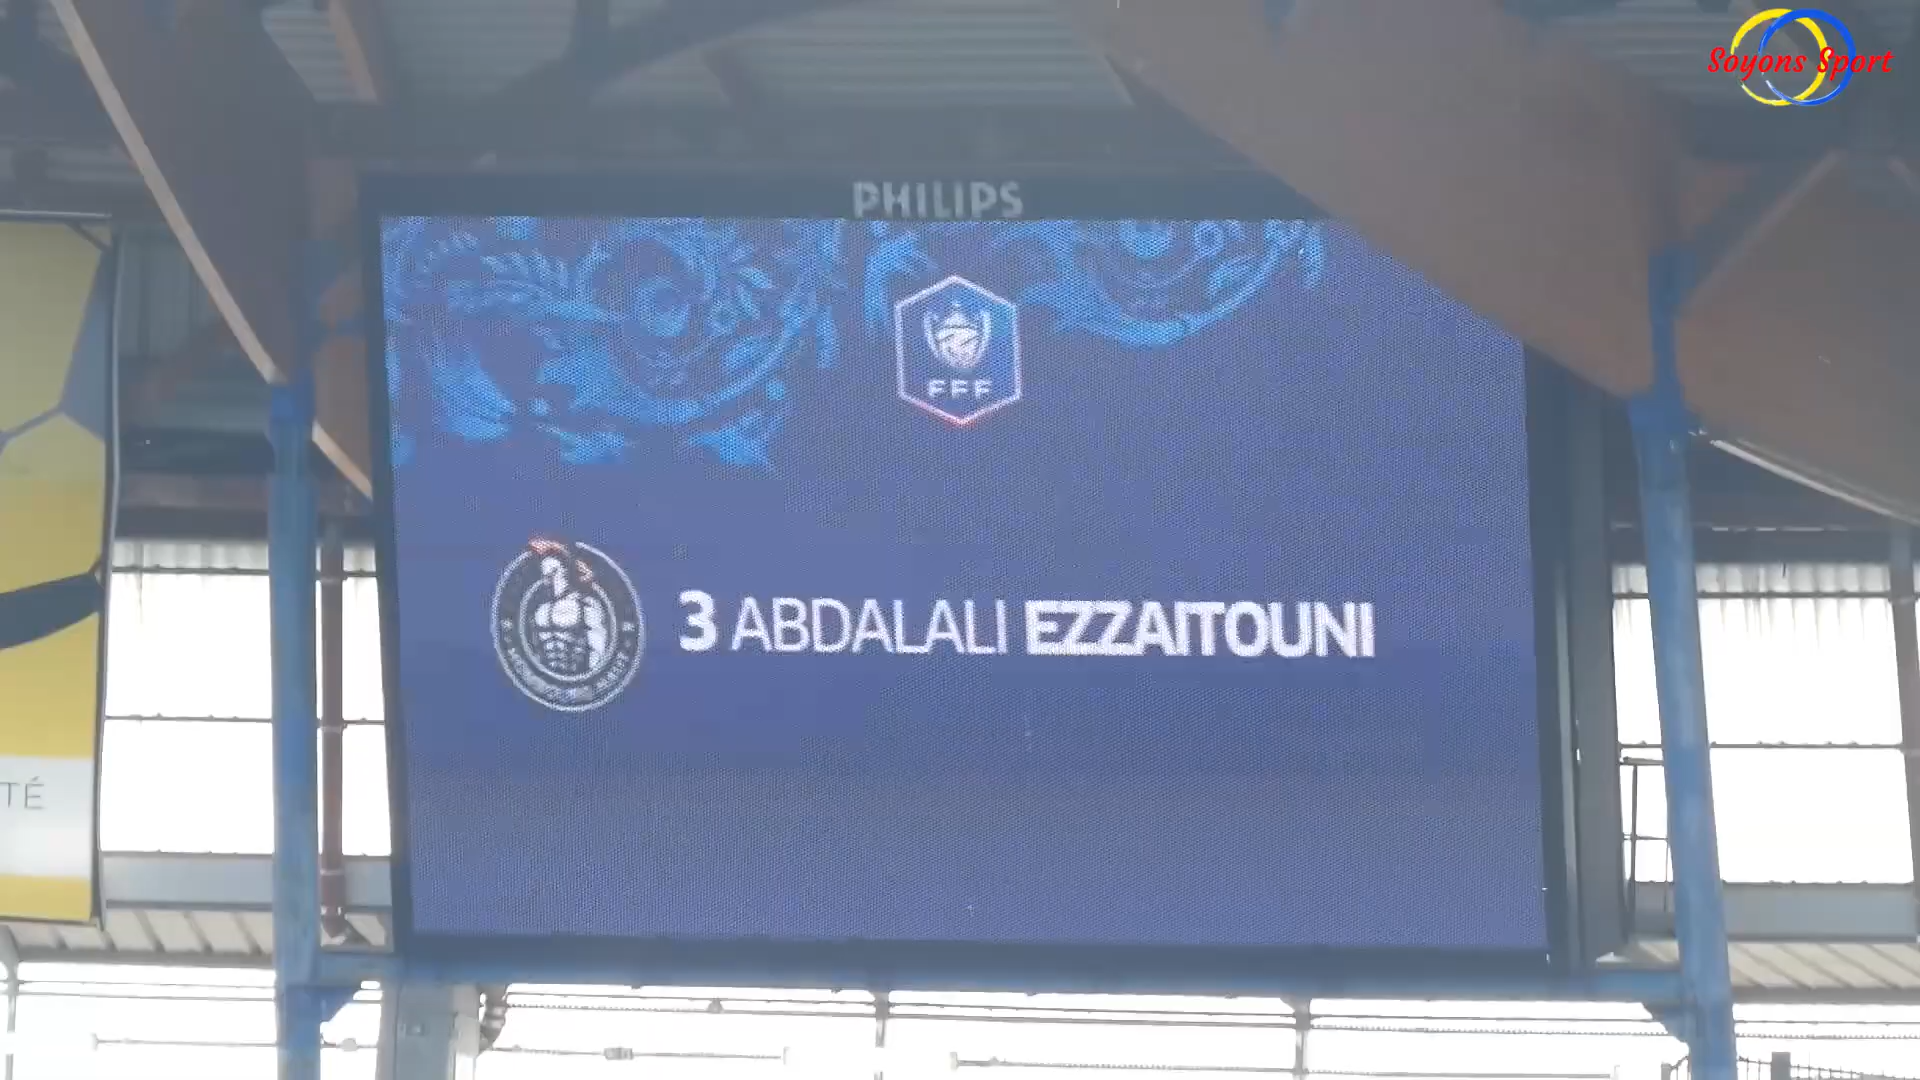 Soyons Sport
PHILIPS
FFF
3 ABDALALI EZZAITOUNI
TÉ